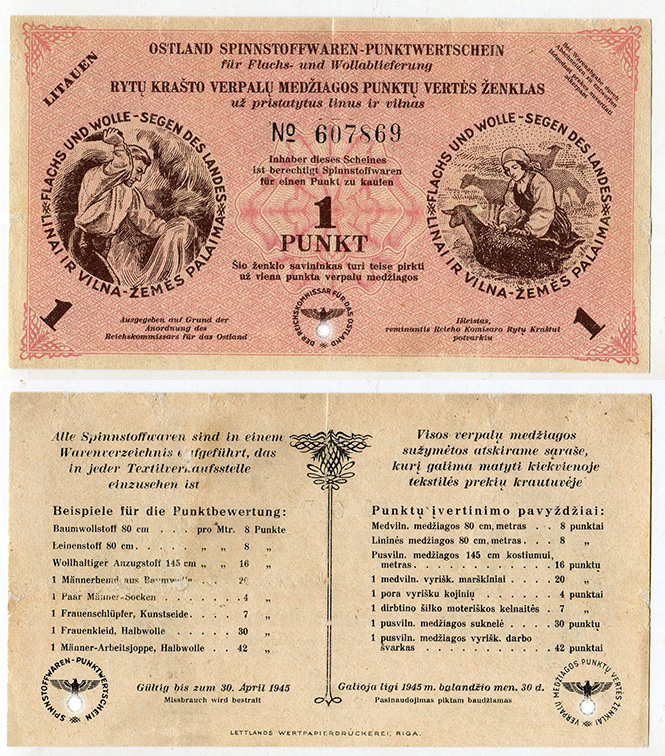 LITAUEN
OSTLAND SPINNSTOFFWAREN-PUNKTWERTSCHEIN
für Flachs- und Wollablieferung
RYTŲ KRAŠTO VERPALŲ MEDŽIAGOS PUNKTŲ VERTĖS ŽENKLAS
už pristatytus linus ir vilnas
Bei Warenabgabe durch
Abschneiden zu entwerten
№ 607869
FLACHS UND WOLLE - SEGEN DES LANDES
LINAI IR VILNA - ŽEMĖS PALAIMA
Inhaber dieses Scheines
ist berechtigt Spinnstoffwaren
für einen Punkt zu kaufen
1
PUNKT
Šio ženklo savininkas turi teise pirkti
už viena punkta verpalų medžiagos
FLACHS UND WOLLE - SEGEN DES LANDES
LINAI IR VILNA - ŽEMĖS PALAIMA
1
Ausgegeben auf Grund der
Anordnung des
Reichskommissars für das Ostland
DER REICHSKOMMISSAR FÜR DAS OSTLAND
Išleistas,
remiantis Reicho Komisaro Rytų Kraštui
potvarkiu
1
Alle Spinnstoffwaren sind in einem
Warenverzeichnis aufgeführt, das
in jeder Textilverkaufsstelle
einzusehen ist
Beispiele für die Punktbewertung:
Baumwollstoff 80 cm . . . . pro Mtr. 8 Punkte
Leinenstoff 80 cm . . . . . „ „ 8 „
Wollhaltiger Anzugstoff 145 cm „ „ 16 „
1 Männerhemd aus Baumwolle . . . 20 „
1 Paar Männer-Socken . . . . . 4 „
1 Frauenschlüpfer, Kunstseide . . . . 7 „
1 Frauenkleid, Halbwolle . . . . . 30 „
1 Männer-Arbeitsjoppe, Halbwolle . . 42 „
SPINNSTOFFWAREN-PUNKTWERTSCHEIN
Gültig bis zum 30. April 1945
Missbrauch wird bestraft
Visos verpalų medžiagos
sužymėtos atskirame sąraše,
kurį galima matyti kiekvienoje
tekstilės prekių krautuvėje
Punktų įvertinimo pavyzdžiai:
Medviln. medžiagos 80 cm, metras . . 8 punktai
Lininės medžiagos 80 cm, metras . . 8 „
Pusviln. medžiagos 145 cm kostiumui,
metras . . . . . . . . . 16 punktų
1 medviln. vyrišk. marškiniai . . . 20 „
1 pora vyrišku kojinių . . . . . 4 punktai
1 dirbtino šilko moteriškos kelnaitės . 7 „
1 pusviln. medžiagos suknelė . . . 30 punktų
1 pusviln. medžiagos vyrišk. darbo
švarkas . . . . . . . . . 42 punktai
Galioja ligi 1945 m. balandžio men. 30 d.
Pasinaudojimas piktam baudžiamas
VERPALŲ MEDŽIAGOS PUNKTŲ VERTĖS ŽENKLAS
LETTLANDS WERTPAPIERDRUCKEREI, RIGA.